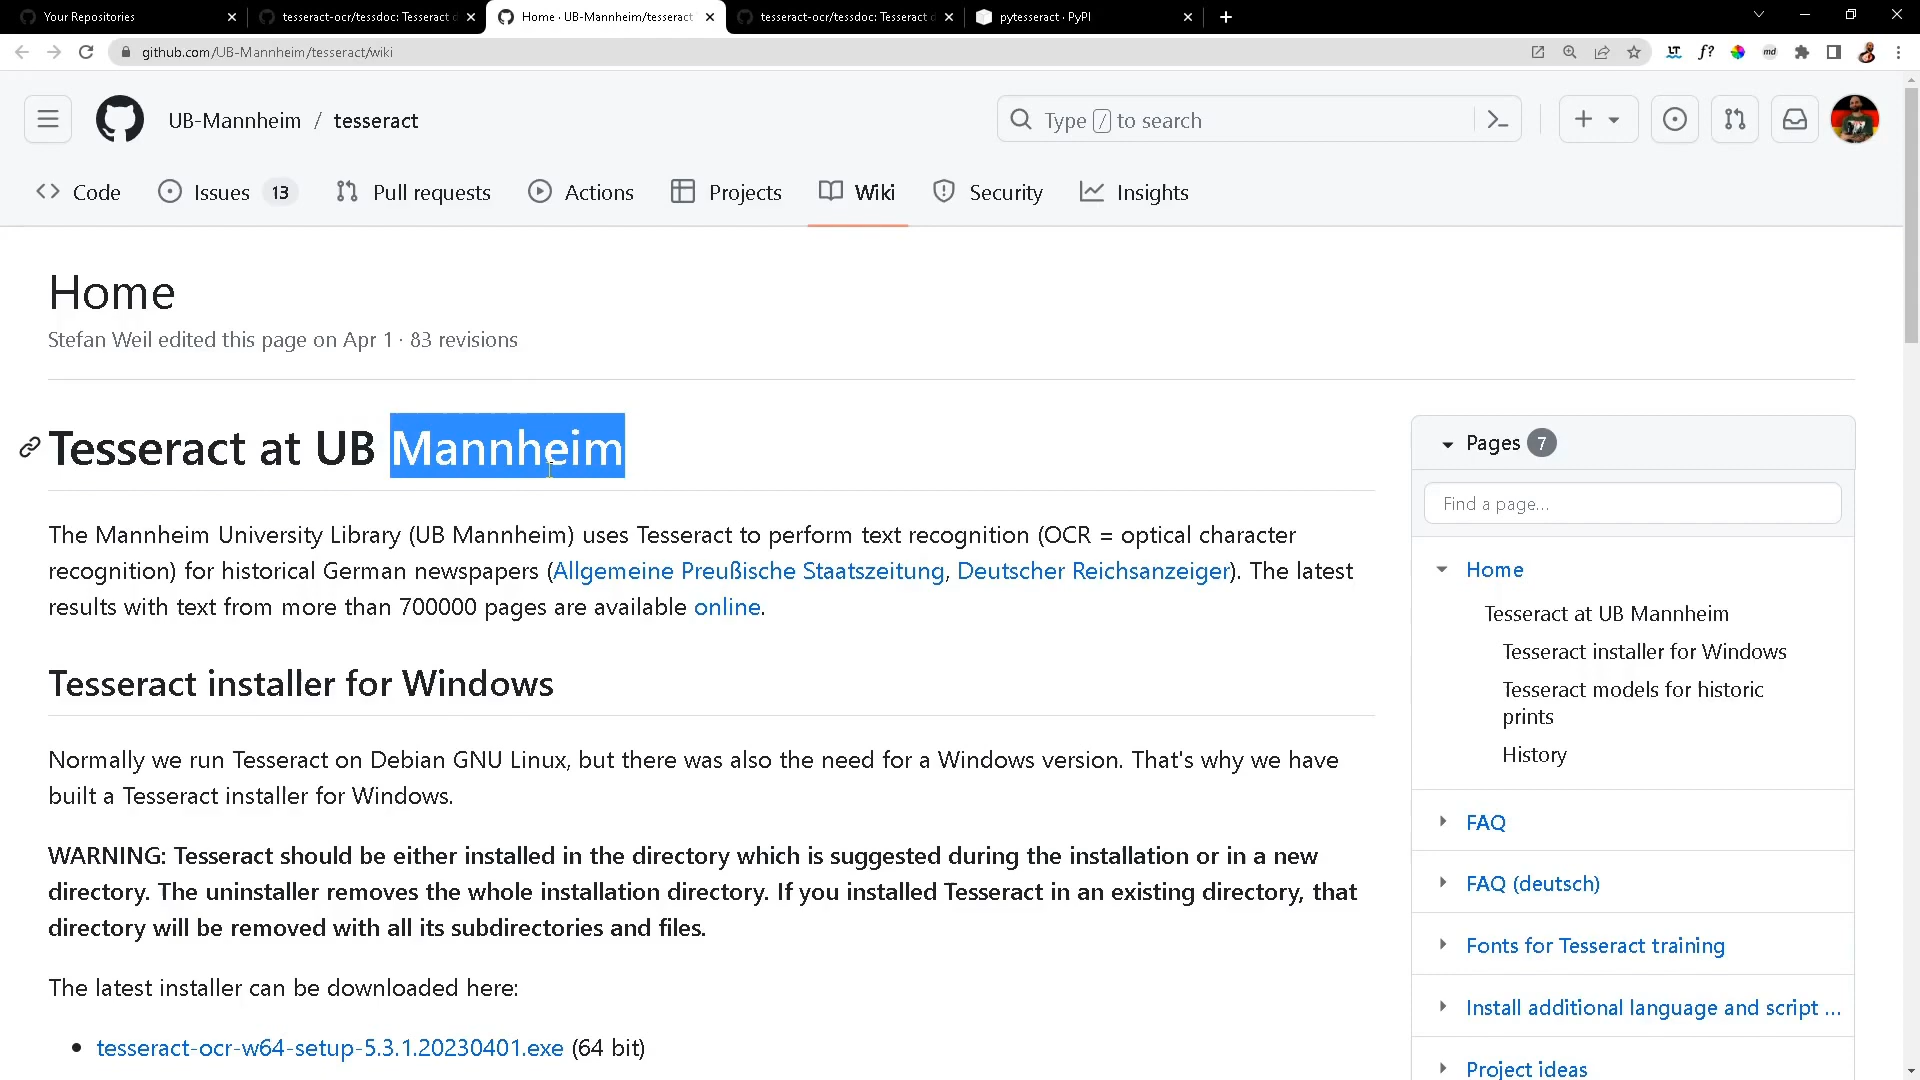 Your Repositories
tesseract-ocr/tessdoc: Tesseract d
Home · UB-Mannheim/tesseract
tesseract-ocr/tessdoc: Tesseract d
pytesseract · PyPI
github.com/UB-Mannheim/tesseract/wiki
LT
f?
md
UB-Mannheim / tesseract
Type / to search
Code
Issues 13
Pull requests
Actions
Projects
Wiki
Security
Insights
Home
Stefan Weil edited this page on Apr 1 · 83 revisions
Tesseract at UB Mannheim
The Mannheim University Library (UB Mannheim) uses Tesseract to perform text recognition (OCR = optical character
recognition) for historical German newspapers (Allgemeine Preußische Staatszeitung, Deutscher Reichsanzeiger). The latest
results with text from more than 700000 pages are available online.
Tesseract installer for Windows
Normally we run Tesseract on Debian GNU Linux, but there was also the need for a Windows version. That's why we have
built a Tesseract installer for Windows.
WARNING: Tesseract should be either installed in the directory which is suggested during the installation or in a new
directory. The uninstaller removes the whole installation directory. If you installed Tesseract in an existing directory, that
directory will be removed with all its subdirectories and files.
The latest installer can be downloaded here:
• tesseract-ocr-w64-setup-5.3.1.20230401.exe (64 bit)
Pages 7
Find a page...
Home
Tesseract at UB Mannheim
Tesseract installer for Windows
Tesseract models for historic
prints
History
FAQ
FAQ (deutsch)
Fonts for Tesseract training
Install additional language and script ...
Project ideas